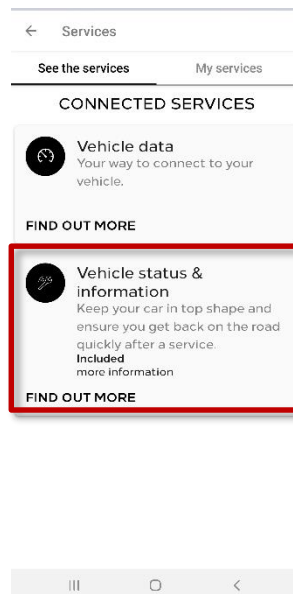 Services
See the services My services
CONNECTED SERVICES
Vehicle data
Your way to connect to your
vehicle.
FIND OUT MORE
Vehicle status &
information
Keep your car in top shape and
ensure you get back on the road
quickly after a service.
Included
more information
FIND OUT MORE